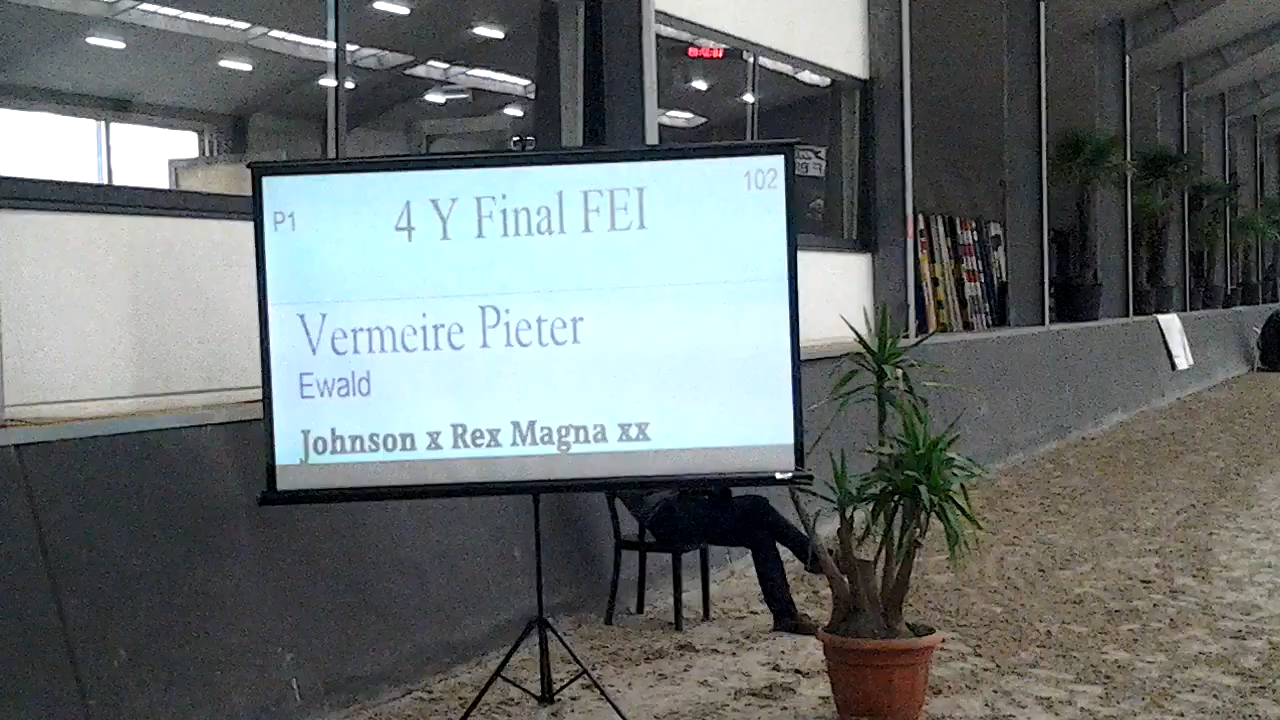 P1
4 Y Final FEI
102
Vermeire Pieter
Ewald
Johnson x Rex Magna xx